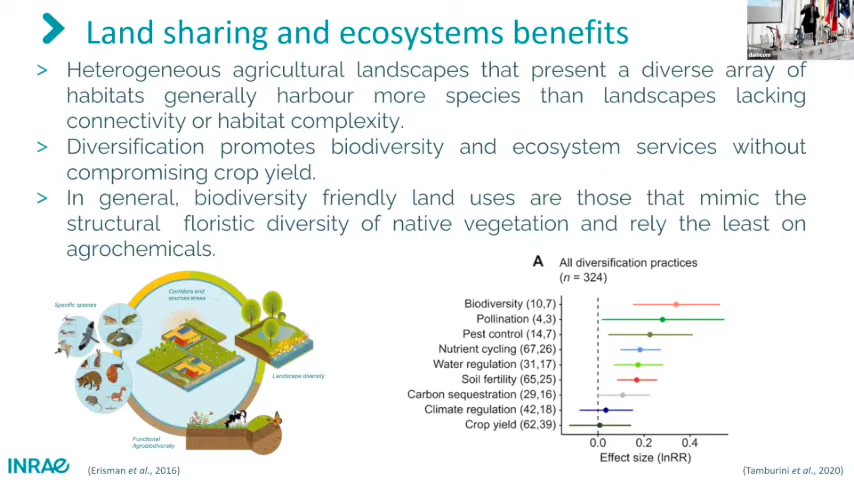 Land sharing and ecosystems benefits
> Heterogeneous agricultural landscapes that present a diverse array of
habitats generally harbour more species than landscapes lacking
connectivity or habitat complexity.
> Diversification promotes biodiversity and ecosystem services without
compromising crop yield.
> In general, biodiversity friendly land uses are those that mimic the
structural floristic diversity of native vegetation and rely the least on
agrochemicals.
Corridors and
sources areas
Specific species
Landscape diversity
Functional
Agrobiodiversity
A All diversification practices
(n = 324)
Biodiversity (10,7)
Pollination (4,3)
Pest control (14,7)
Nutrient cycling (67,26)
Water regulation (31,17)
Soil fertility (65,25)
Carbon sequestration (29,16)
Climate regulation (42,18)
Crop yield (62,39)
0.0 0.2 0.4
Effect size (lnRR)
INRAE
(Erisman et al., 2016)
(Tamburini et al., 2020)